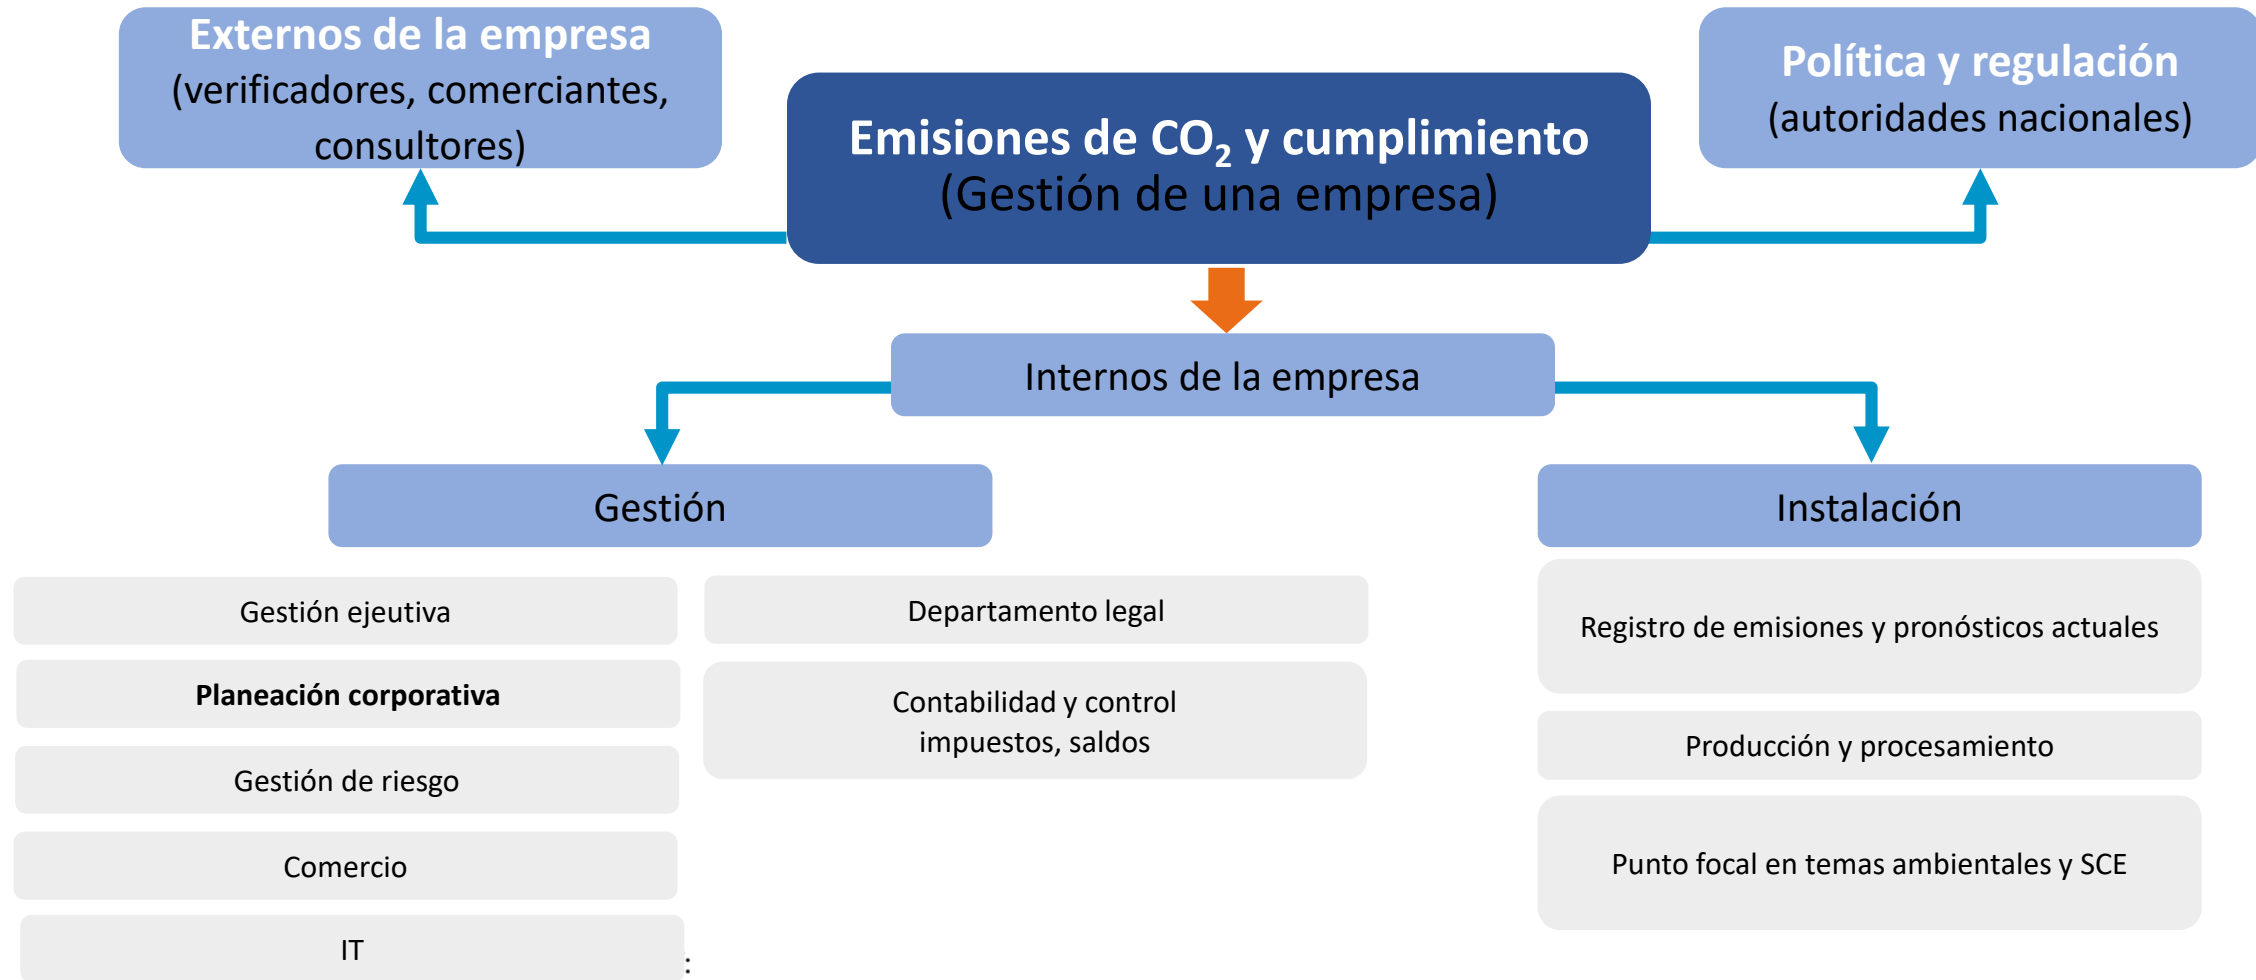 Externos de la empresa
(verificadores, comerciantes,
consultores)
Emisiones de CO₂ y cumplimiento
(Gestión de una empresa)
Política y regulación
(autoridades nacionales)
Internos de la empresa
Gestión
Instalación
Gestión ejeutiva
Planeación corporativa
Gestión de riesgo
Comercio
IT
:
Departamento legal
Contabilidad y control
impuestos, saldos
Registro de emisiones y pronósticos actuales
Producción y procesamiento
Punto focal en temas ambientales y SCE